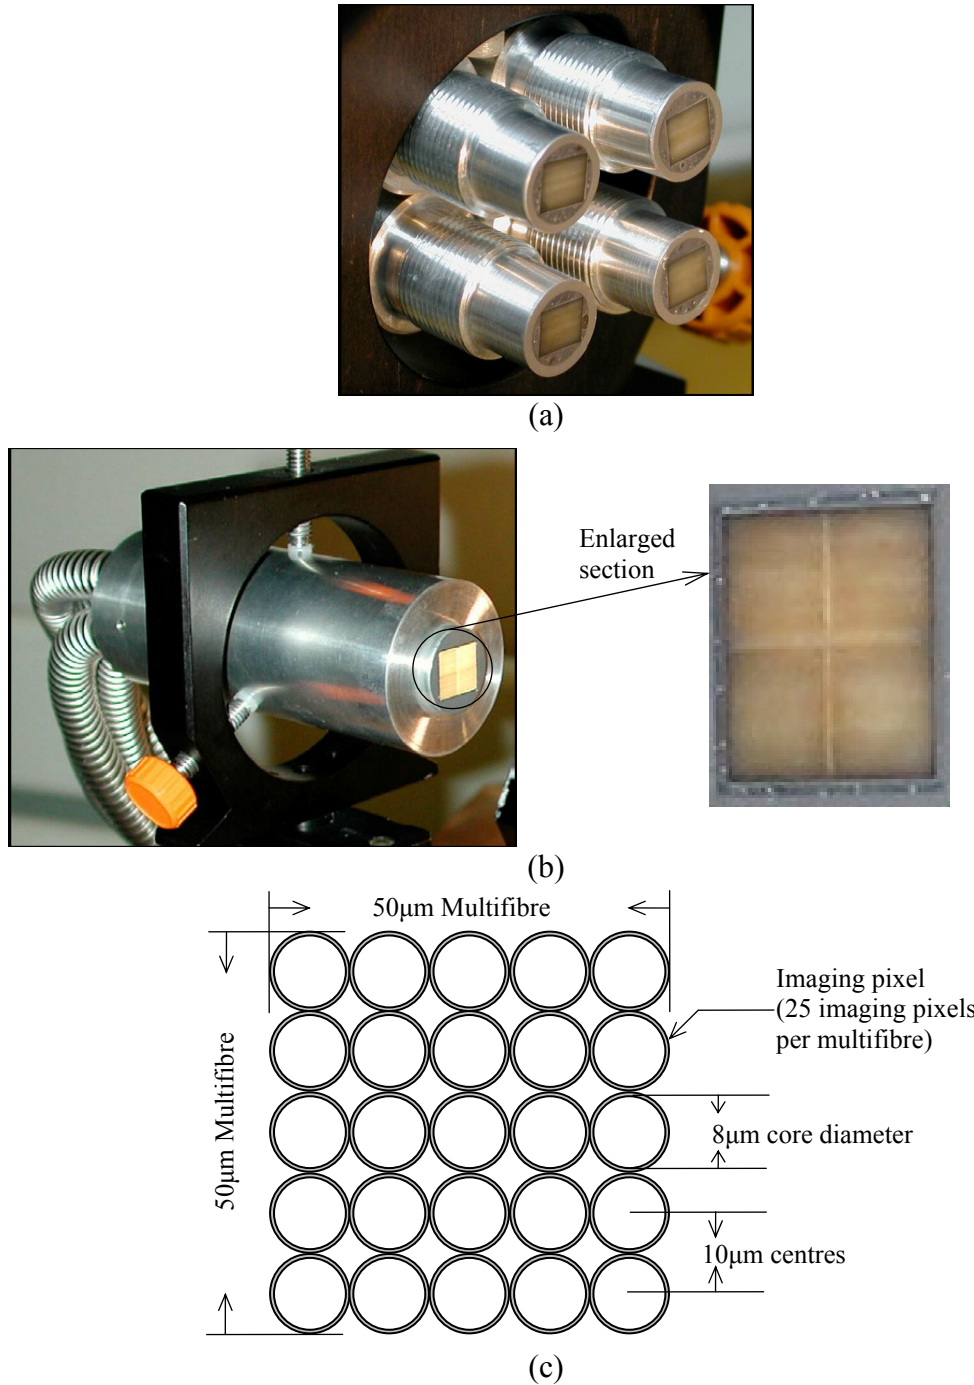 (a)
Enlarged
section
(b)
50μm Multifibre
50μm Multifibre
Imaging pixel
(25 imaging pixels
per multifibre)
8μm core diameter
10μm centres
(c)